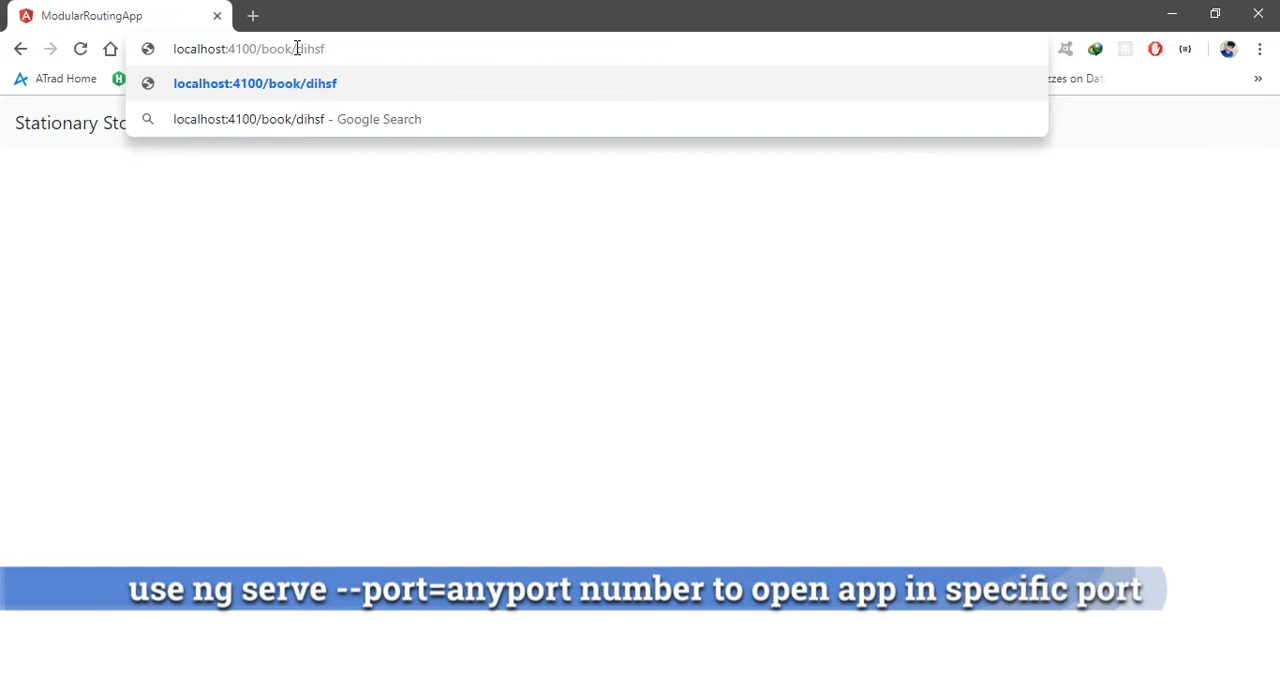 ModularRoutingApp
localhost:4100/book/dihsf
ATrad Home
zzes on Dat
»
localhost:4100/book/dihsf
localhost:4100/book/dihsf - Google Search
Stationary Sto
use ng serve --port=anyport number to open app in specific port